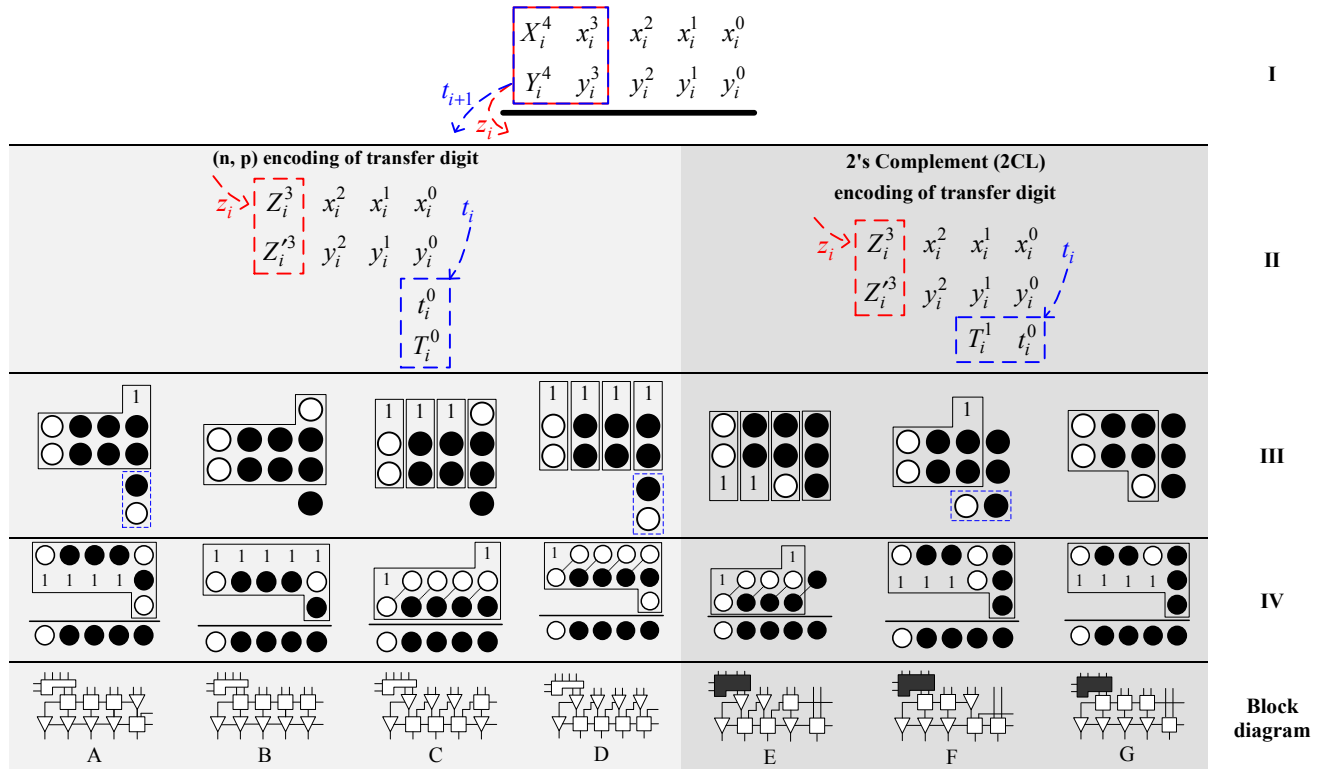 X_i^4 x_i^3 x_i^2 x_i^1 x_i^0
I
Y_i^4 y_i^3 y_i^2 y_i^1 y_i^0
t_{i+1}
z_i
(n, p) encoding of transfer digit
z_i Z_i^3 x_i^2 x_i^1 x_i^0 t_i
Z_i'^3 y_i^2 y_i^1 y_i^0
t_i^0
T_i^0
2's Complement (2CL)
encoding of transfer digit
z_i Z_i^3 x_i^2 x_i^1 x_i^0 t_i
Z_i'^3 y_i^2 y_i^1 y_i^0
T_i^1 t_i^0
II
1
1 1 1
1 1 1 1
1 1
1
III
1 1 1 1
1 1 1 1 1
1
1
1
1
1
1
1 1 1
1 1 1 1
IV
A B C D E F G
Block
diagram